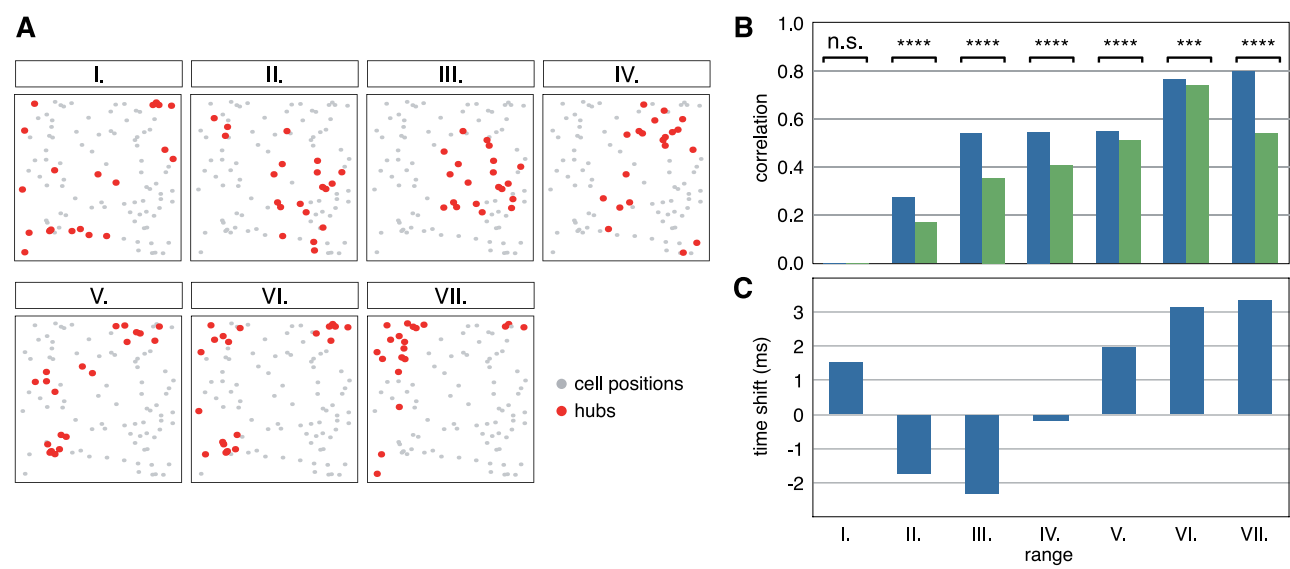 A
I. II. III. IV.
V. VI. VII.
cell positions
hubs
B
n.s. **** **** **** **** *** ****
correlation
1.0
0.8
0.6
0.4
0.2
0.0
C
time shift (ms)
3
2
1
0
-1
-2
I. II. III. IV. V. VI. VII.
range